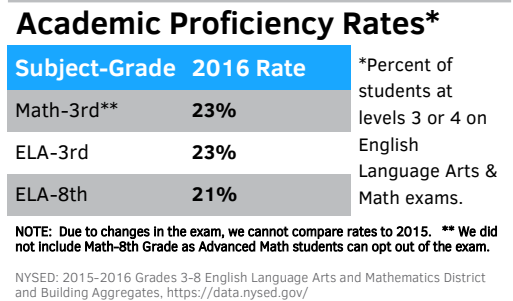 Academic Proficiency Rates*
Subject-Grade 2016 Rate
Math-3rd** 23%
ELA-3rd 23%
ELA-8th 21%
*Percent of
students at
levels 3 or 4 on
English
Language Arts &
Math exams.
NOTE: Due to changes in the exam, we cannot compare rates to 2015. ** We did
not include Math-8th Grade as Advanced Math students can opt out of the exam.
NYSED: 2015-2016 Grades 3-8 English Language Arts and Mathematics District
and Building Aggregates, https://data.nysed.gov/